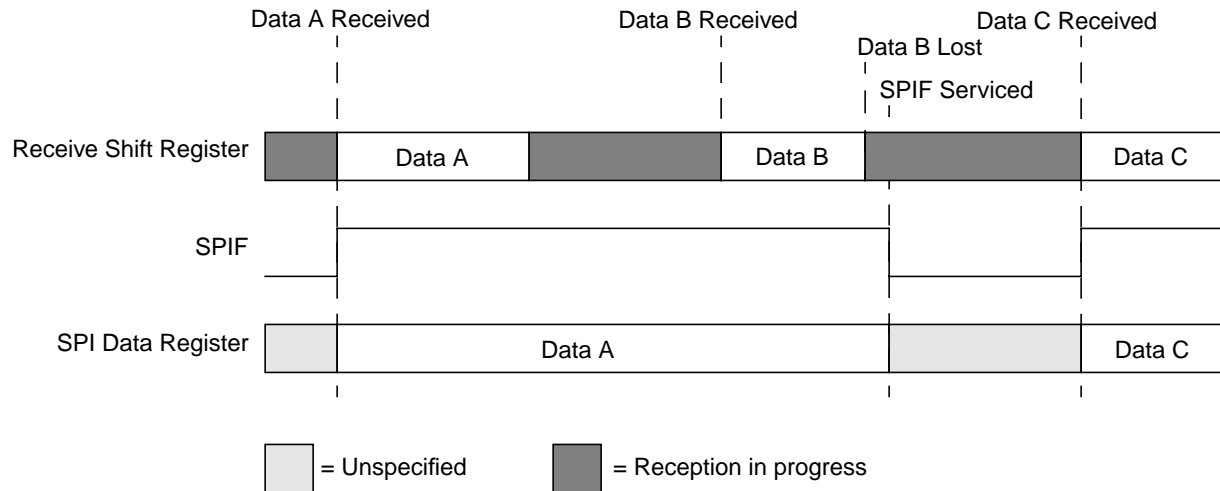 Data A Received
Data B Received
Data C Received
Data B Lost
SPIF Serviced
Receive Shift Register
Data A
Data B
Data C
SPIF
SPI Data Register
Data A
Data C
= Unspecified
= Reception in progress